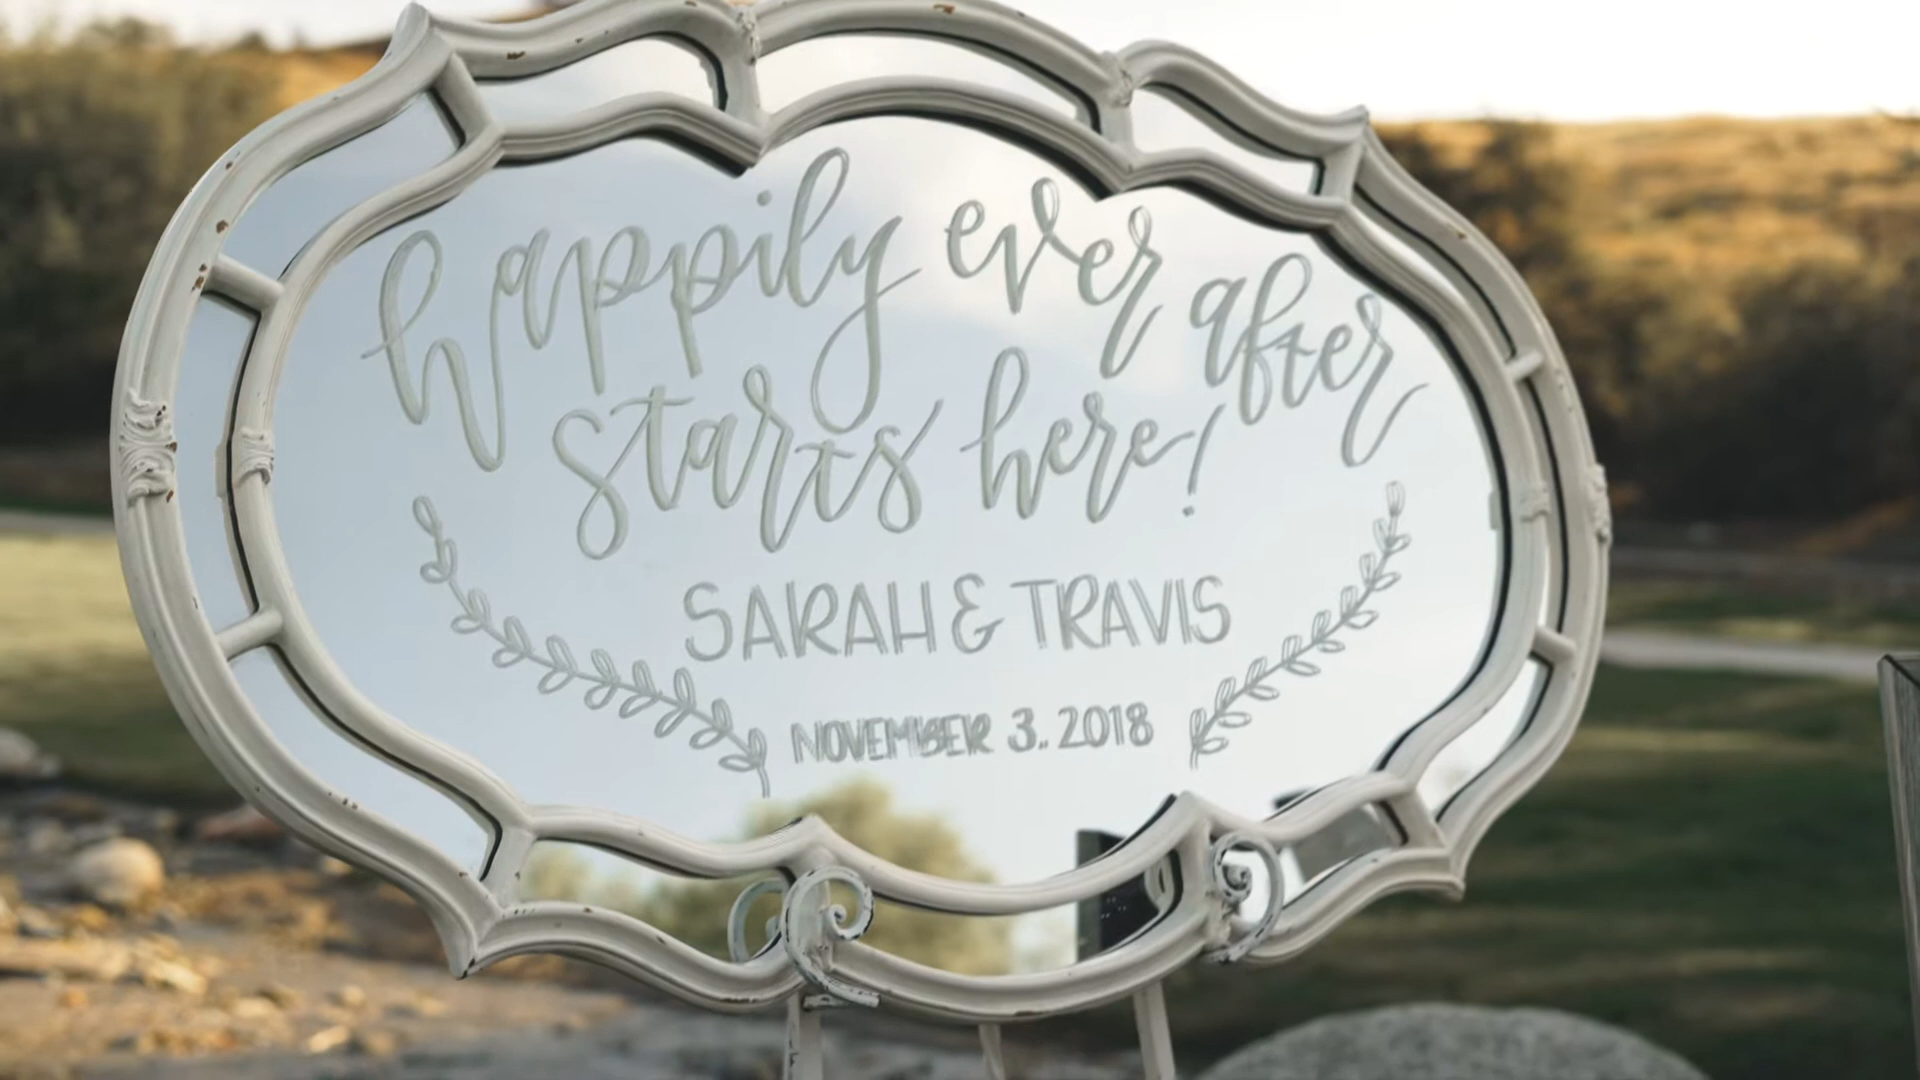 happily ever after
starts here!
SARAH & TRAVIS
NOVEMBER 3, 2018